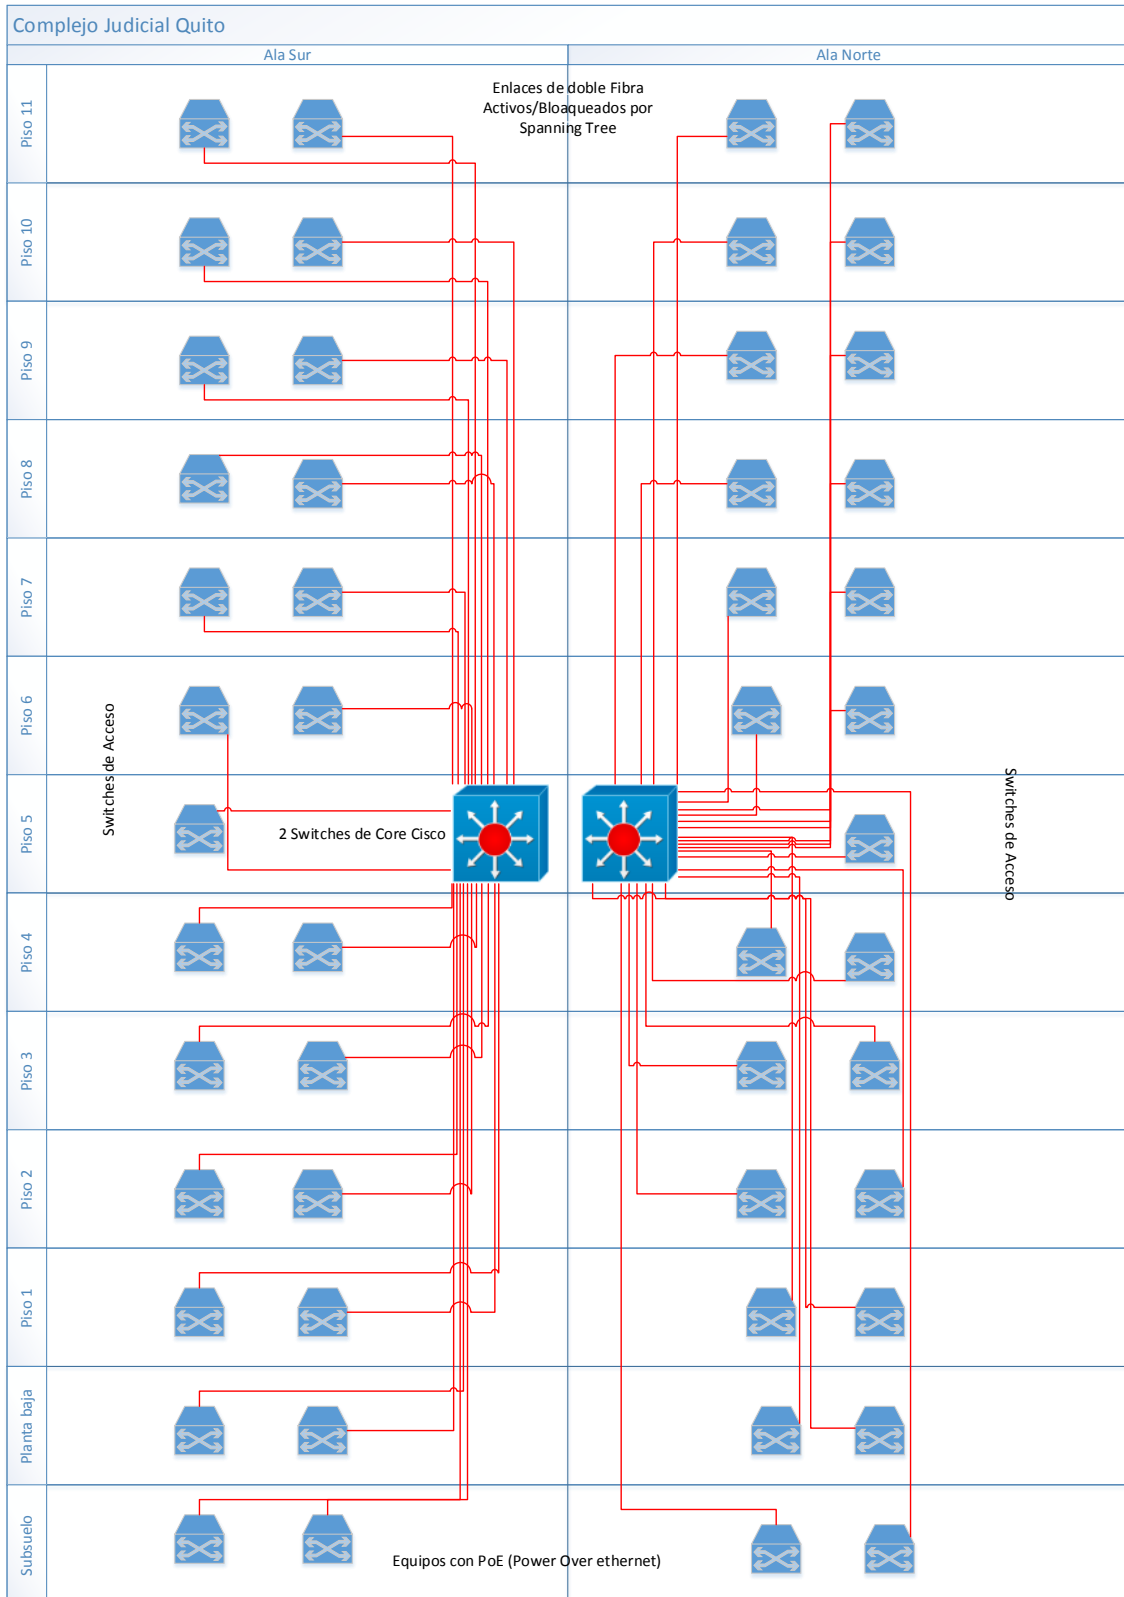 Complejo Judicial Quito
Ala Sur
Ala Norte
Piso 11
Enlaces de doble Fibra
Activos/Bloaqueados por
Spanning Tree
Piso 10
Piso 9
Piso 8
Piso 7
Piso 6
Switches de Acceso
Piso 5
2 Switches de Core Cisco
Switches de Acceso
Piso 4
Piso 3
Piso 2
Piso 1
Planta baja
Subsuelo
Equipos con PoE (Power Over ethernet)